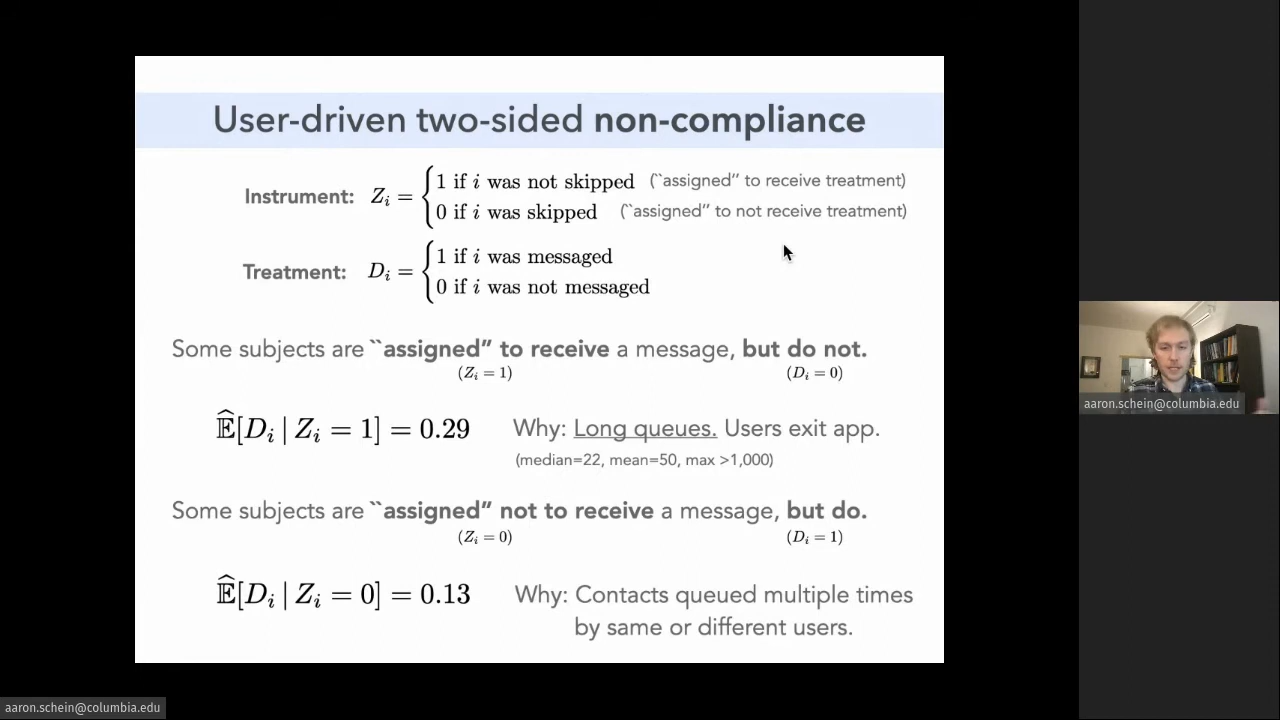 User-driven two-sided non-compliance
Instrument: Z_i = { 1 if i was not skipped (``assigned” to receive treatment)
0 if i was skipped (``assigned” to not receive treatment)
Treatment: D_i = { 1 if i was messaged
0 if i was not messaged
Some subjects are ``assigned” to receive a message, but do not.
(Z_i = 1) (D_i = 0)
𝔼̂[D_i | Z_i = 1] = 0.29 Why: Long queues. Users exit app.
(median=22, mean=50, max >1,000)
Some subjects are ``assigned” not to receive a message, but do.
(Z_i = 0) (D_i = 1)
𝔼̂[D_i | Z_i = 0] = 0.13 Why: Contacts queued multiple times
by same or different users.
aaron.schein@columbia.edu
aaron.schein@columbia.edu